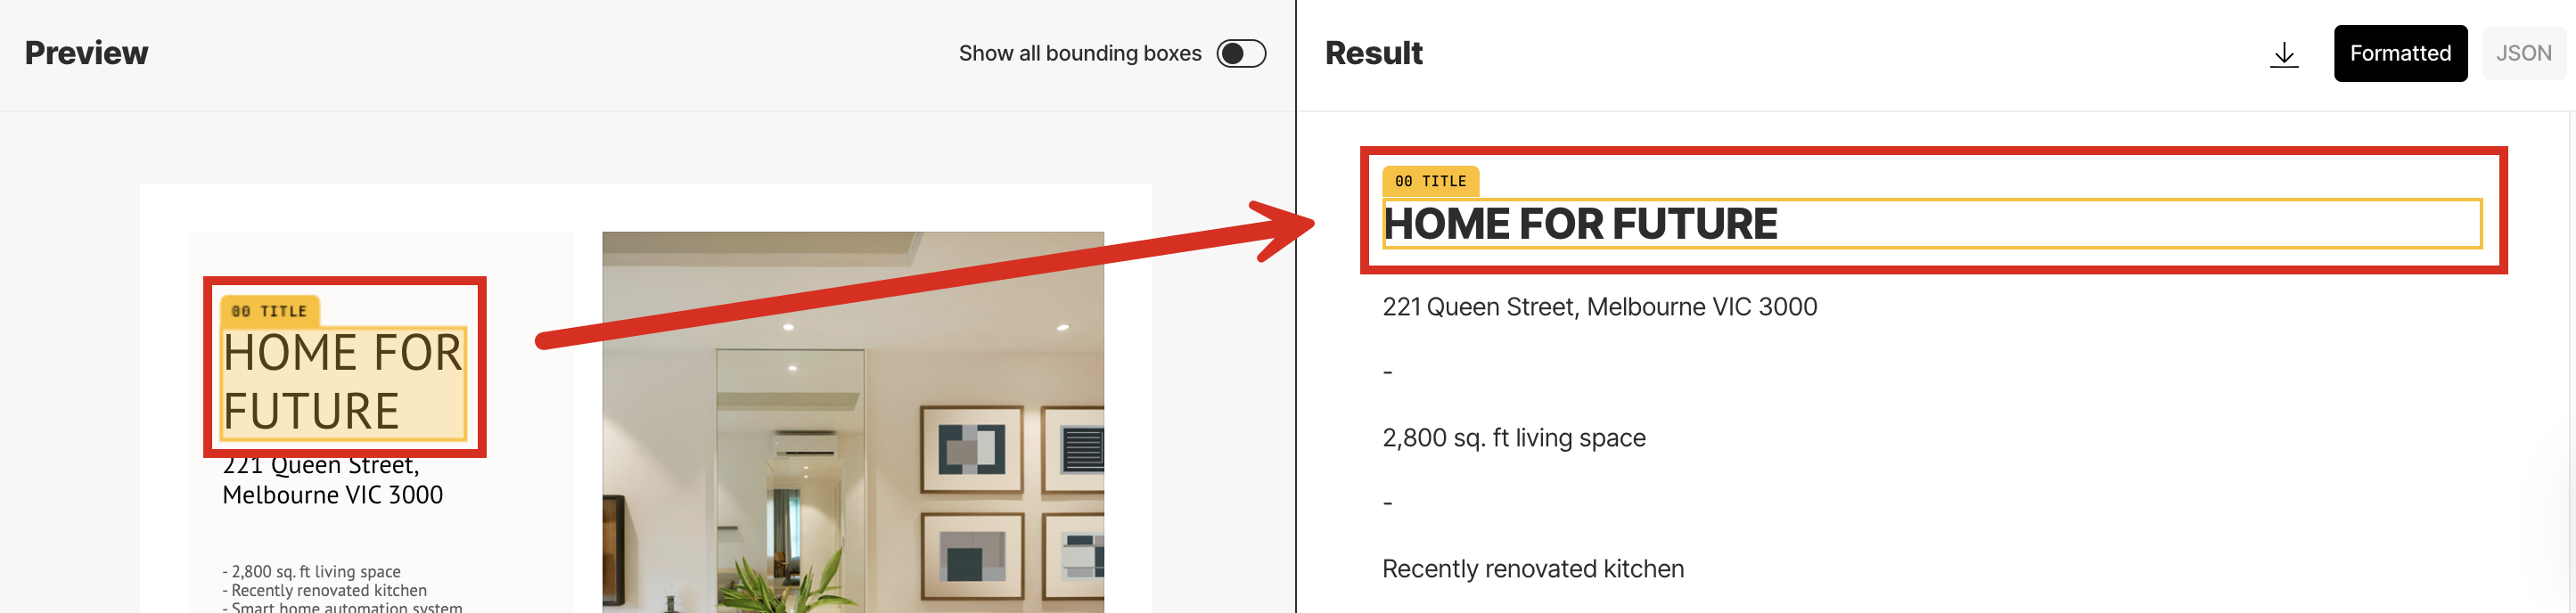 Preview
Show all bounding boxes
00 TITLE
HOME FOR
FUTURE
221 Queen Street,
Melbourne VIC 3000
- 2,800 sq. ft living space
- Recently renovated kitchen
- Smart home automation system
Result
Formatted
JSON
00 TITLE
HOME FOR FUTURE
221 Queen Street, Melbourne VIC 3000
-
2,800 sq. ft living space
-
Recently renovated kitchen